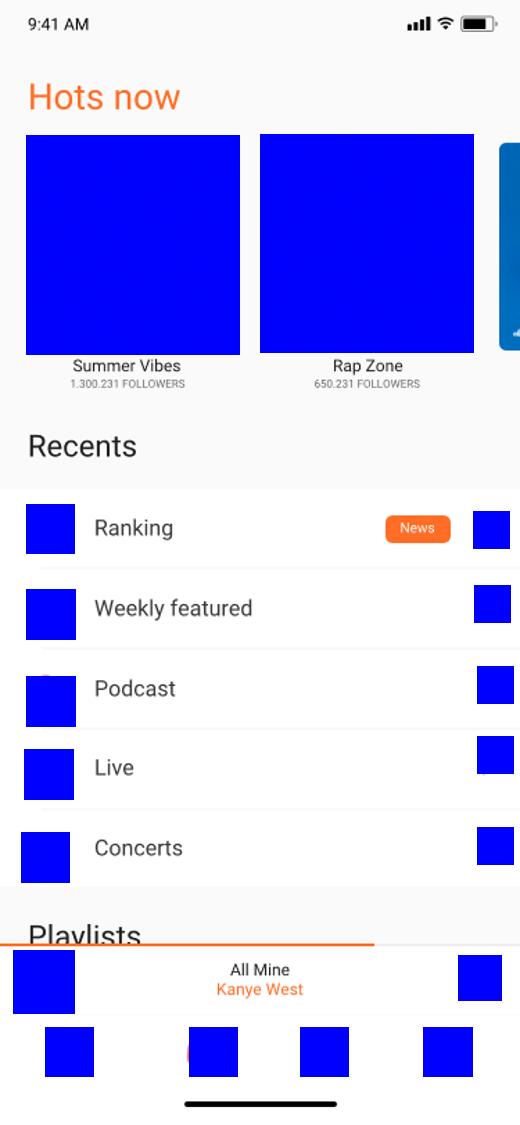 9:41 AM
Hots now
Summer Vibes
1.300.231 FOLLOWERS
Rap Zone
650.231 FOLLOWERS
Recents
Ranking
News
Weekly featured
Podcast
Live
Concerts
Playlists
All Mine
Kanye West